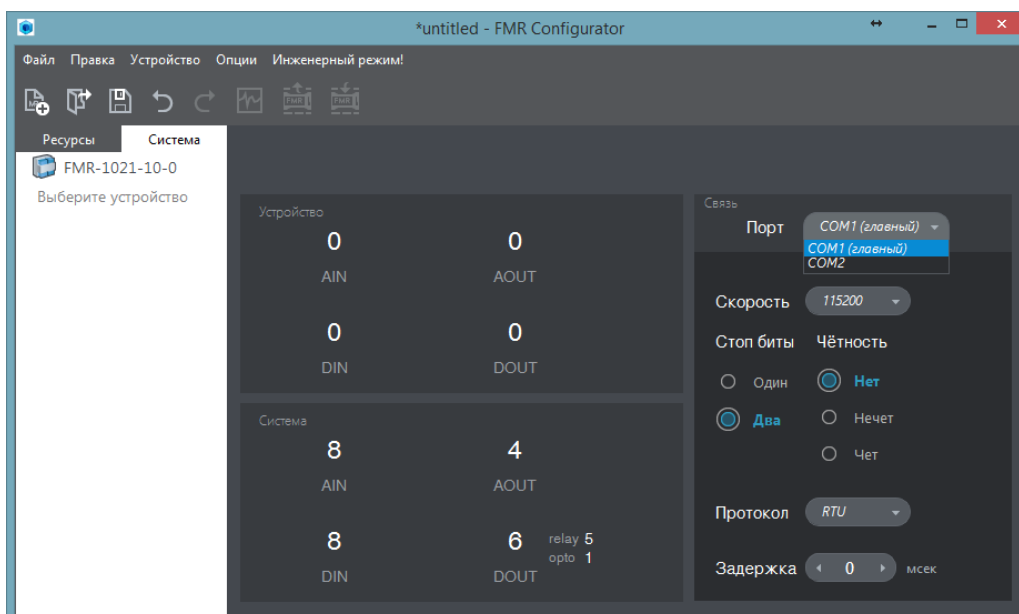 *untitled - FMR Configurator
Файл Правка Устройство Опции Инженерный режим!
Ресурсы Система
FMR-1021-10-0
Выберите устройство
Устройство
0 0
AIN AOUT
0 0
DIN DOUT
Система
8 4
AIN AOUT
8 6 relay 5
opto 1
DIN DOUT
Связь
Порт COM1 (главный)
COM1 (главный)
COM2
Скорость 115200
Стоп биты Чётность
Один Нет
Два Нечет
Чет
Протокол RTU
Задержка 0 мсек